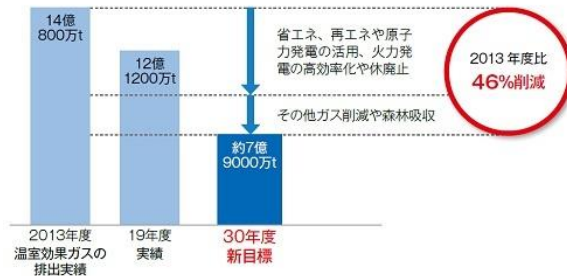 14億
800万t
12億
1200万t
約7億
9000万t
省エネ、再エネや原子
力発電の活用、火力発
電の高効率化や休廃止
その他ガス削減や森林吸収
2013年度比
46%削減
2013年度
温室効果ガスの
排出実績
19年度
実績
30年度
新目標